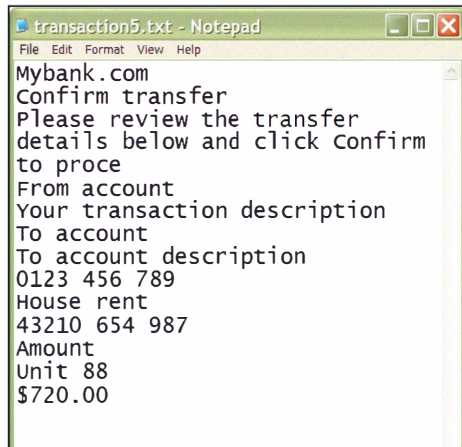 transaction5.txt - Notepad
File Edit Format View Help
Mybank.com
Confirm transfer
Please review the transfer
details below and click Confirm
to proce
From account
Your transaction description
To account
To account description
0123 456 789
House rent
43210 654 987
Amount
Unit 88
$720.00